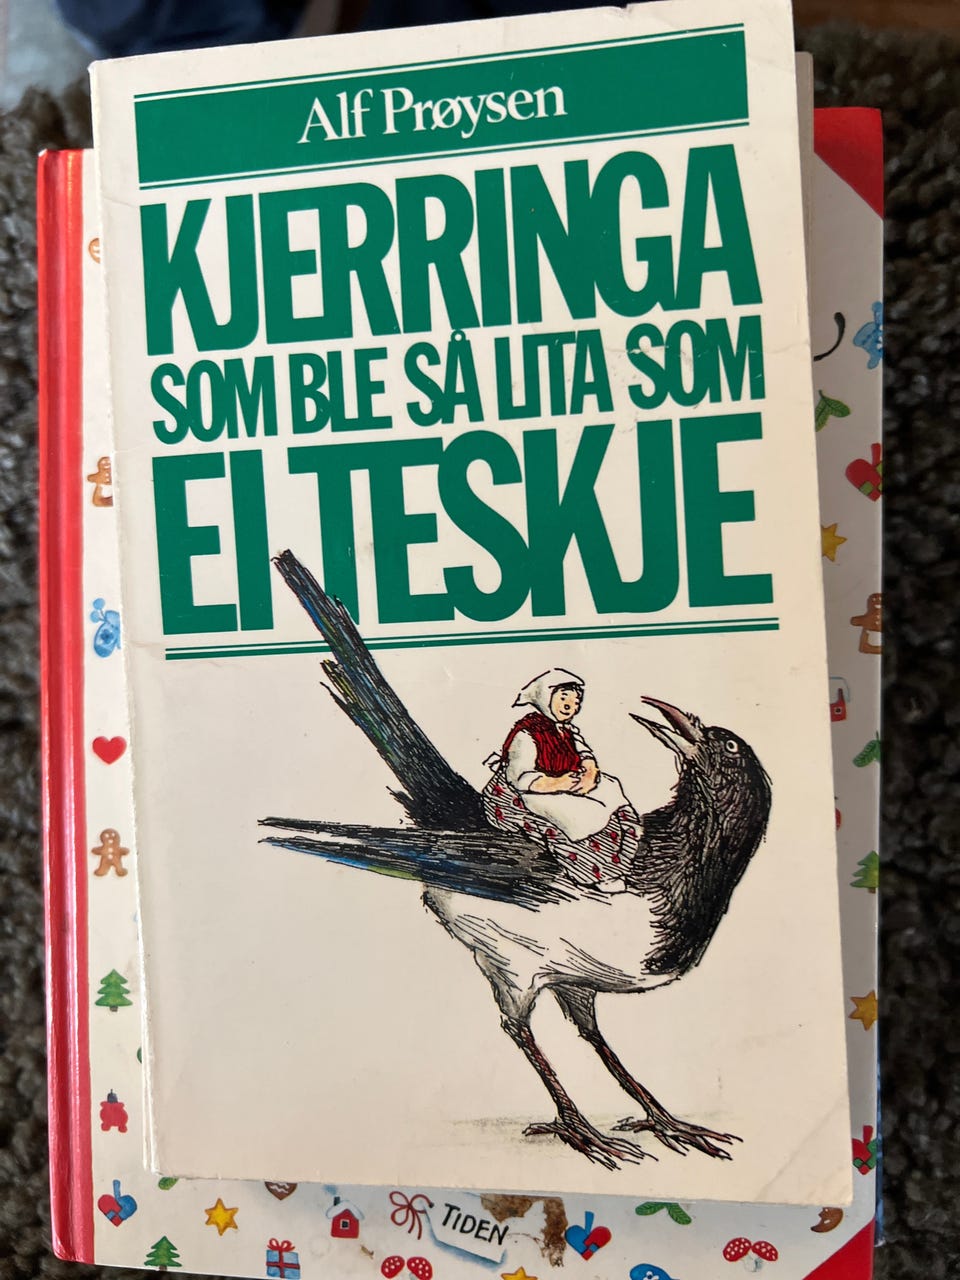 Alf Prøysen
KJERRINGA
SOM BLE SÅ LITA SOM
EI TESKJE
TIDEN